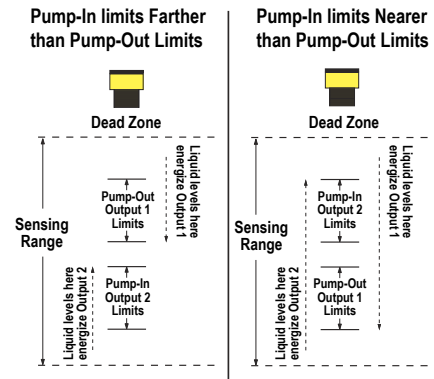 Pump-In limits Farther
than Pump-Out Limits
Dead Zone
Liquid levels here
energize Output 1
Pump-Out
Output 1
Limits
Sensing
Range
Pump-In
Output 2
Limits
Liquid levels here
energize Output 2
Pump-In limits Nearer
than Pump-Out Limits
Dead Zone
Liquid levels here
energize Output 1
Pump-In
Output 2
Limits
Sensing
Range
Pump-Out
Output 1
Limits
Liquid levels here
energize Output 2